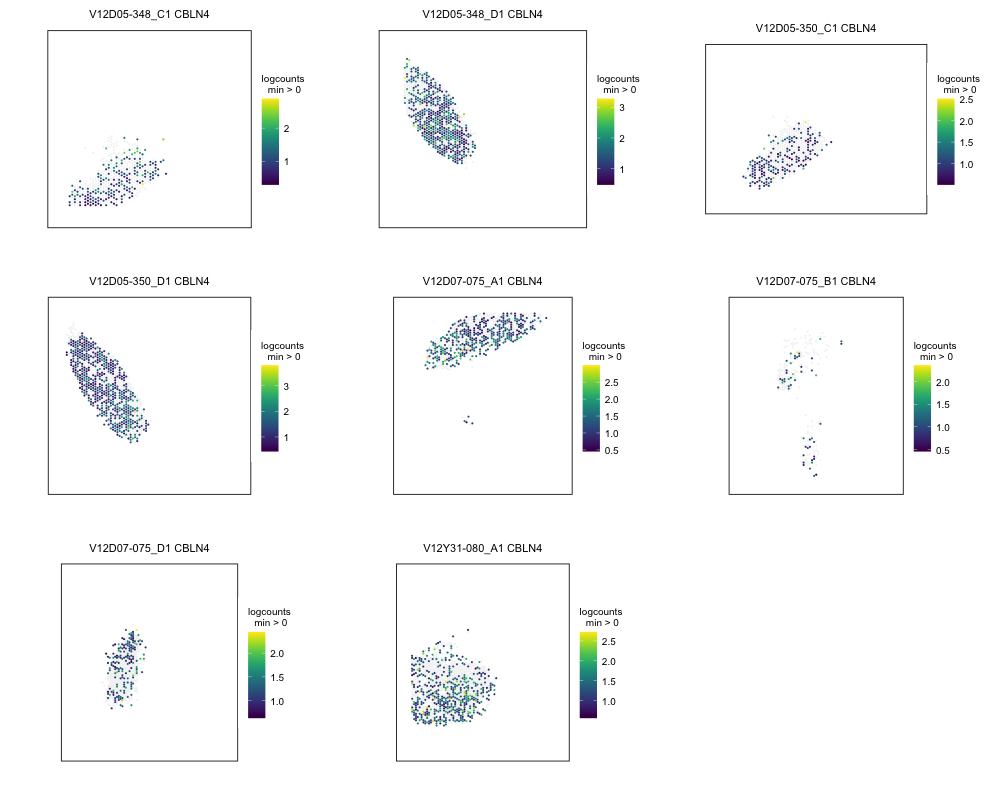 V12D05-348_C1 CBLN4
logcounts
min > 0
2
1
V12D05-348_D1 CBLN4
logcounts
min > 0
3
2
1
V12D05-350_C1 CBLN4
logcounts
min > 0
2.5
2.0
1.5
1.0
V12D05-350_D1 CBLN4
logcounts
min > 0
3
2
1
V12D07-075_A1 CBLN4
logcounts
min > 0
2.5
2.0
1.5
1.0
0.5
V12D07-075_B1 CBLN4
logcounts
min > 0
2.0
1.5
1.0
0.5
V12D07-075_D1 CBLN4
logcounts
min > 0
2.0
1.5
1.0
V12Y31-080_A1 CBLN4
logcounts
min > 0
2.5
2.0
1.5
1.0